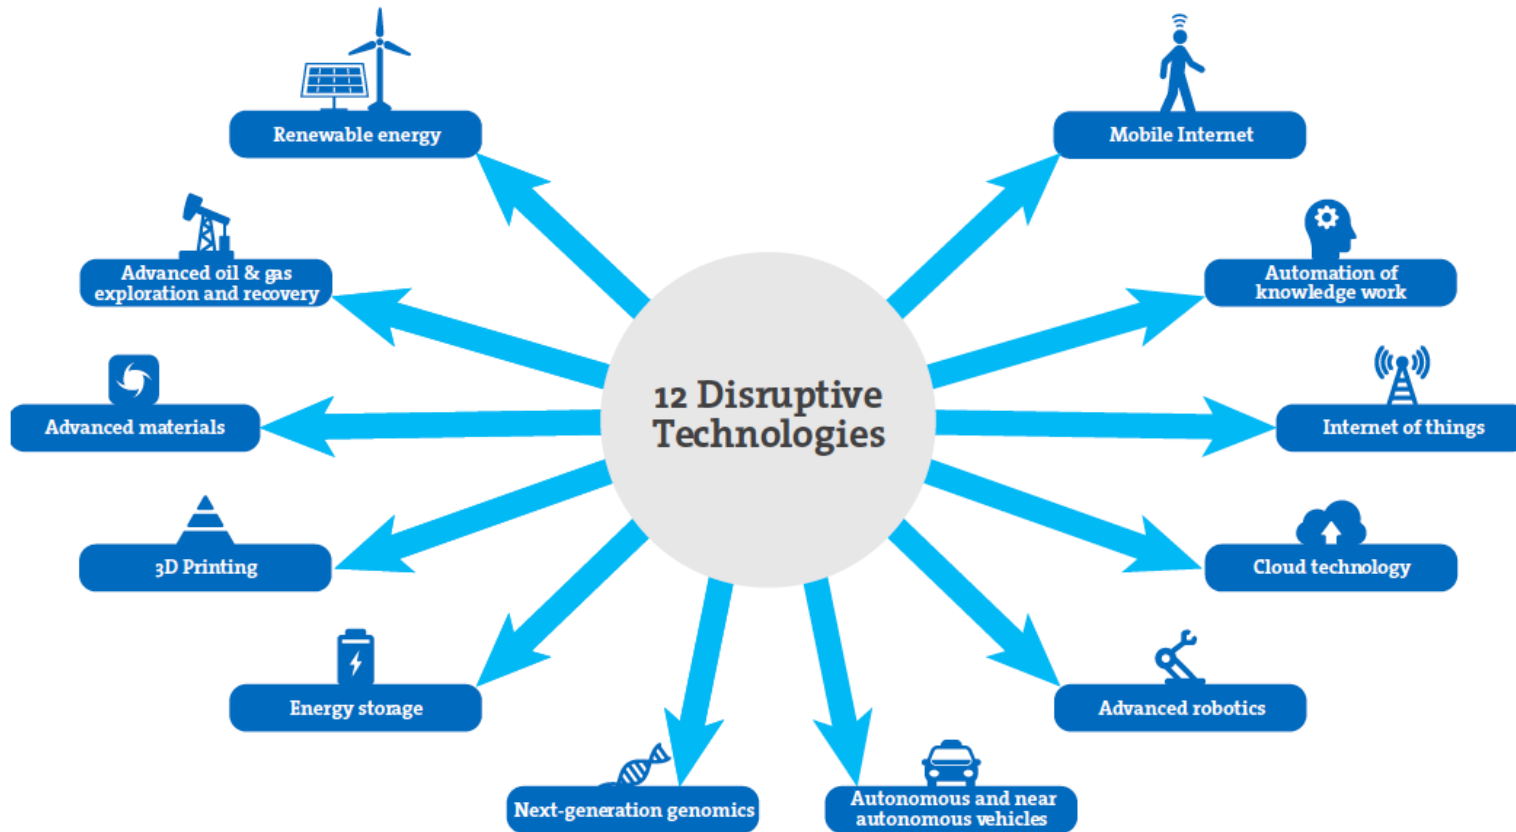 Renewable energy
Mobile Internet
Advanced oil & gas
exploration and recovery
Automation of
knowledge work
12 Disruptive
Technologies
Advanced materials
Internet of things
3D Printing
Cloud technology
Energy storage
Advanced robotics
Next-generation genomics
Autonomous and near
autonomous vehicles